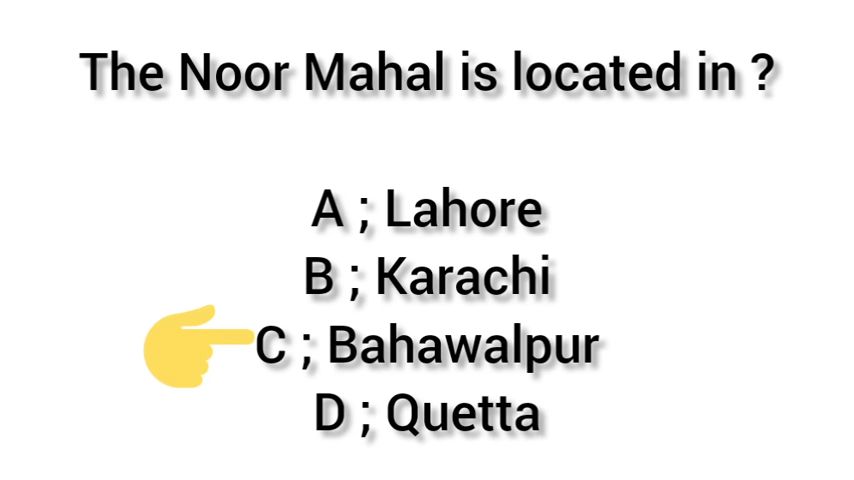 The Noor Mahal is located in ?
A ; Lahore
B ; Karachi
C ; Bahawalpur
D ; Quetta